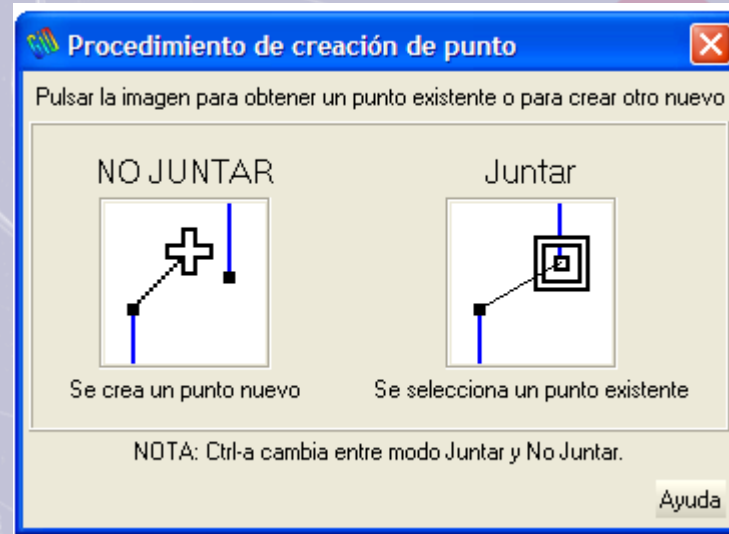 Procedimiento de creación de punto
Pulsar la imagen para obtener un punto existente o para crear otro nuevo
NO JUNTAR
Juntar
Se crea un punto nuevo
Se selecciona un punto existente
NOTA: Ctrl-a cambia entre modo Juntar y No Juntar.
Ayuda